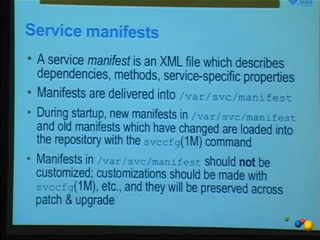 Service manifests
• A service manifest is an XML file which describes
dependencies, methods, service-specific properties
• Manifests are delivered into /var/svc/manifest
• During startup, new manifests in /var/svc/manifest
and old manifests which have changed are loaded
into the repository with the svccfg(1M) command
• Manifests in /var/svc/manifest should not be
customized; customizations should be made with
svccfg(1M), etc., and they will be preserved across
patch & upgrade